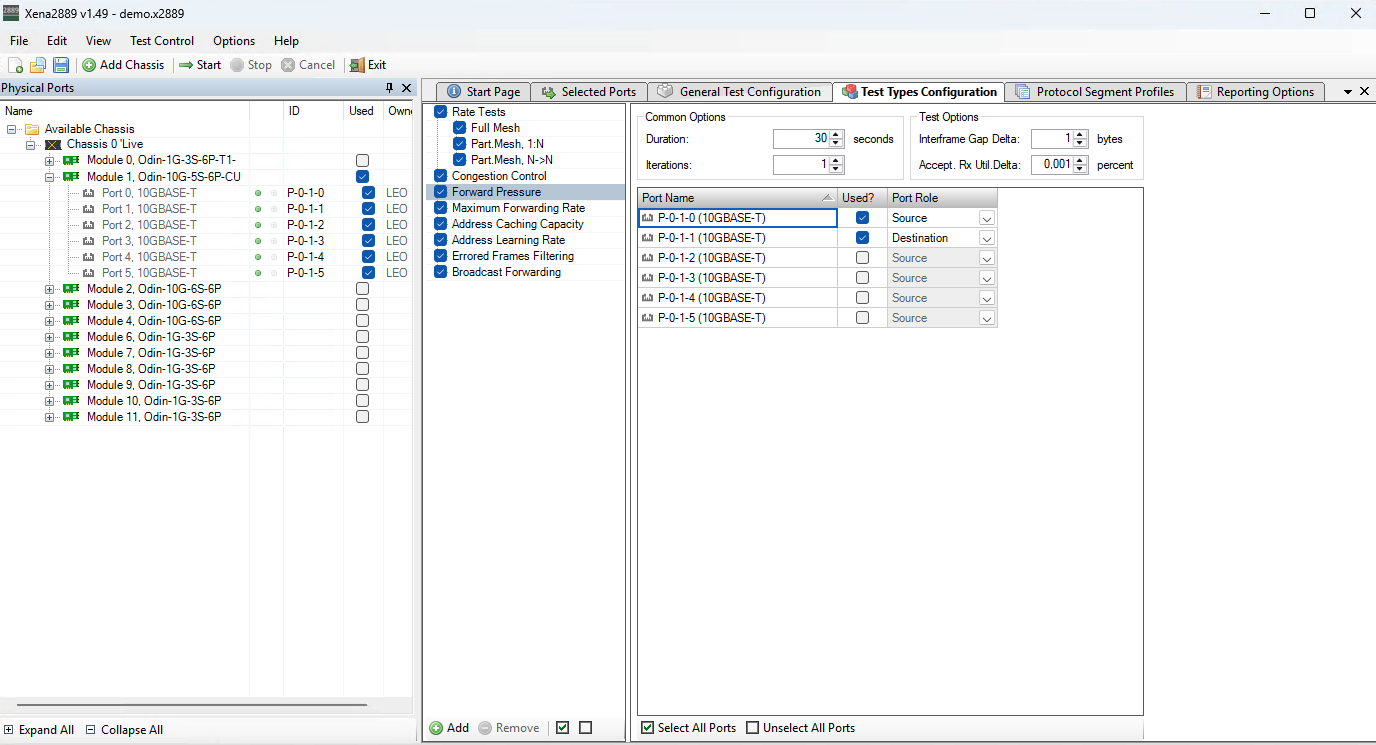 Xena2889 v1.49 - demo.x2889
File Edit View Test Control Options Help
Add Chassis Start Stop Cancel Exit
Physical Ports
Name ID Used Owne
Available Chassis
Chassis 0 'Live
Module 0, Odin-1G-3S-6P-T1-
Module 1, Odin-10G-5S-6P-CU
Port 0, 10GBASE-T P-0-1-0 LEO
Port 1, 10GBASE-T P-0-1-1 LEO
Port 2, 10GBASE-T P-0-1-2 LEO
Port 3, 10GBASE-T P-0-1-3 LEO
Port 4, 10GBASE-T P-0-1-4 LEO
Port 5, 10GBASE-T P-0-1-5 LEO
Module 2, Odin-10G-6S-6P
Module 3, Odin-10G-6S-6P
Module 4, Odin-10G-6S-6P
Module 6, Odin-1G-3S-6P
Module 7, Odin-1G-3S-6P
Module 8, Odin-1G-3S-6P
Module 9, Odin-1G-3S-6P
Module 10, Odin-1G-3S-6P
Module 11, Odin-1G-3S-6P
Expand All Collapse All
Start Page Selected Ports General Test Configuration Test Types Configuration Protocol Segment Profiles Reporting Options
Rate Tests
Full Mesh
Part.Mesh, 1:N
Part.Mesh, N->N
Congestion Control
Forward Pressure
Maximum Forwarding Rate
Address Caching Capacity
Address Learning Rate
Errored Frames Filtering
Broadcast Forwarding
Add Remove
Common Options
Duration: 30 seconds
Iterations: 1
Test Options
Interframe Gap Delta: 1 bytes
Accept. Rx Util.Delta: 0,001 percent
Port Name Used? Port Role
P-0-1-0 (10GBASE-T) Source
P-0-1-1 (10GBASE-T) Destination
P-0-1-2 (10GBASE-T) Source
P-0-1-3 (10GBASE-T) Source
P-0-1-4 (10GBASE-T) Source
P-0-1-5 (10GBASE-T) Source
Select All Ports Unselect All Ports